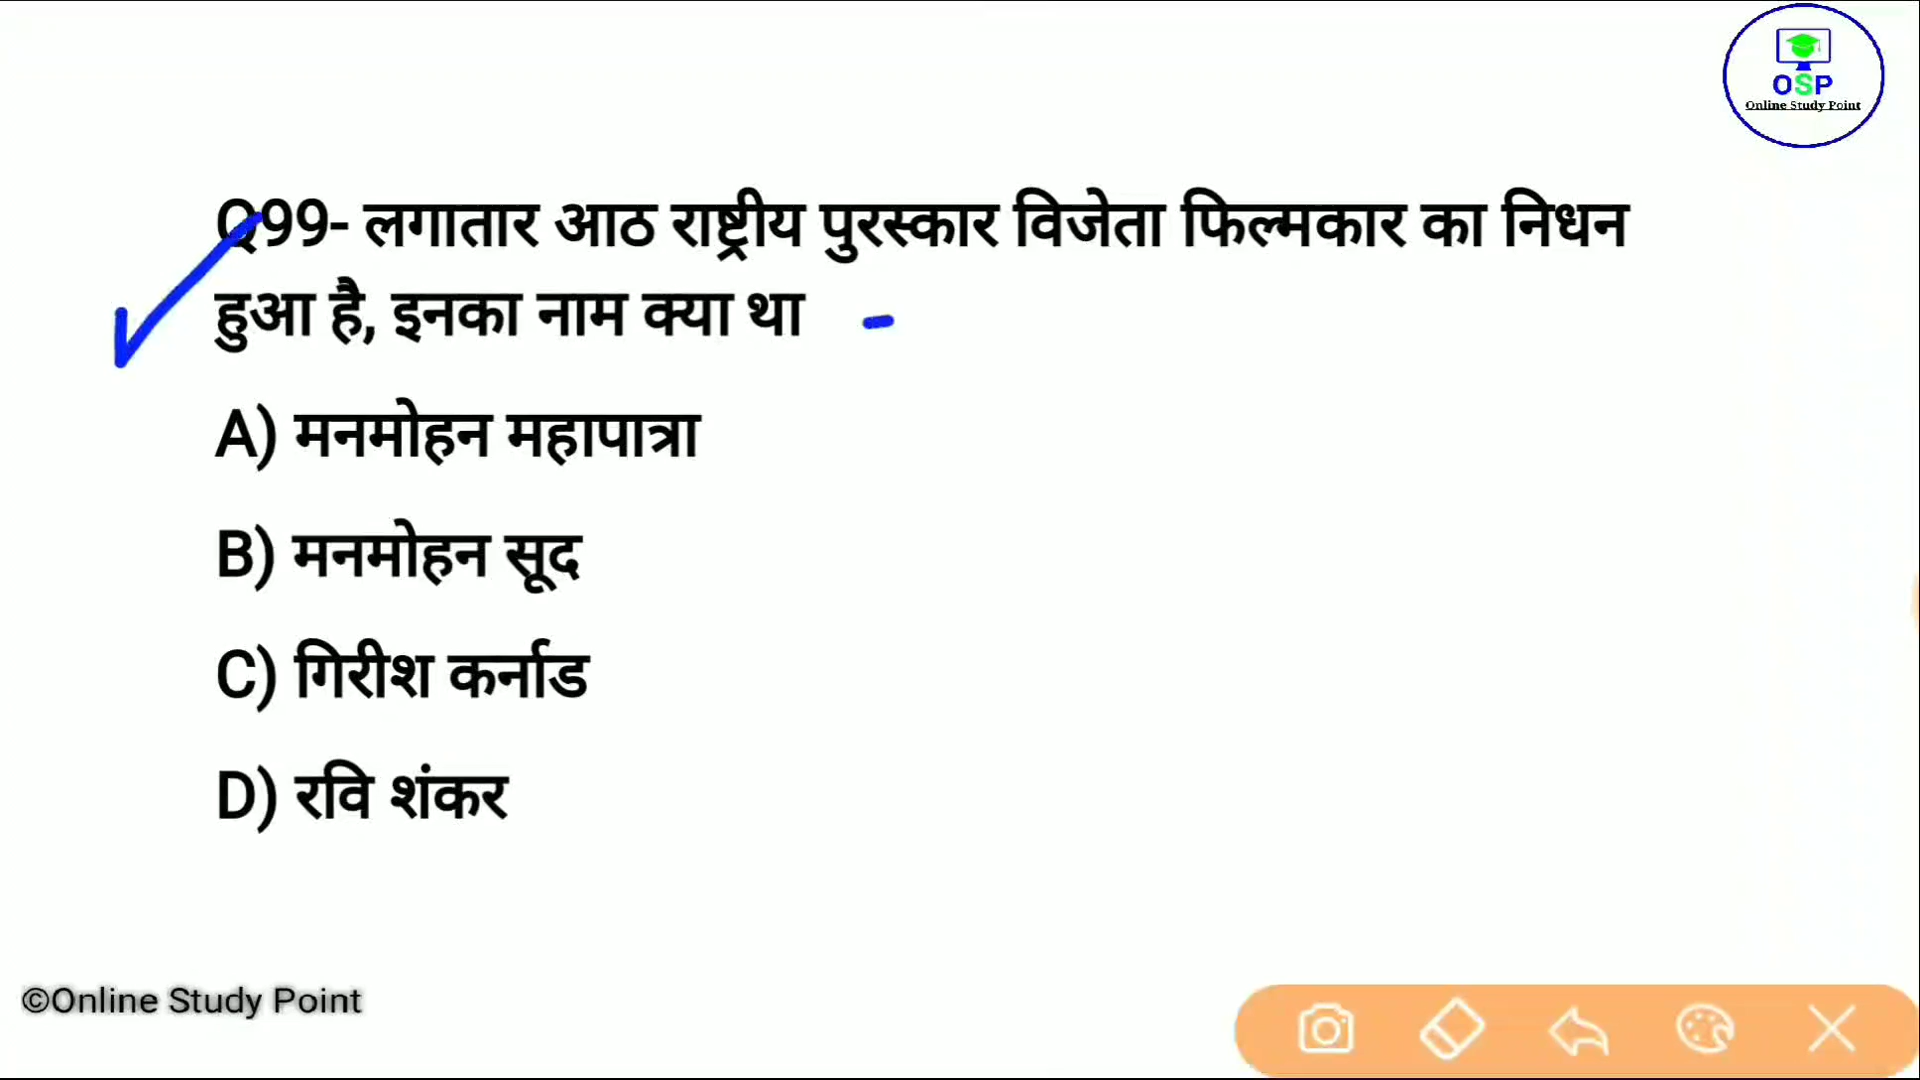 OSP
Online Study Point
Q99- लगातार आठ राष्ट्रीय पुरस्कार विजेता फिल्मकार का निधन
हुआ है, इनका नाम क्या था
A) मनमोहन महापात्रा
B) मनमोहन सूद
C) गिरीश कर्नाड
D) रवि शंकर
©Online Study Point